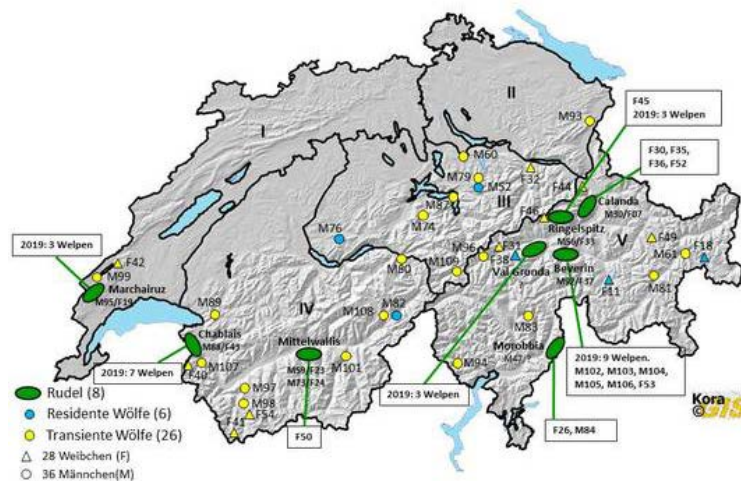 I
II
III
IV
V
M93
F45
2019: 3 Welpen
F30, F35,
F36, F52
M60
M79
M52
F32
F44
Calanda
M30/F07
F46
Ringelspitz
M56/F33
M87
M74
M76
M96
F31
F38
M109
Val Gronda
Beverin
M92/F37
F49
M61
F18
F11
M81
M80
2019: 3 Welpen
F42
M99
Marchairuz
M95/F19
M89
M108
M82
M83
Chablais
M88/F43
Mittelwallis
M59/F23
M73/F24
M101
Morobbia
M47/?
M94
2019: 7 Welpen
F40
M107
M97
M98
F54
F41
F50
2019: 3 Welpen
2019: 9 Welpen.
M102, M103, M104,
M105, M106, F53
F26, M84
Rudel (8)
Residente Wölfe (6)
Transiente Wölfe (26)
28 Weibchen (F)
36 Männchen(M)
Kora
©GIS